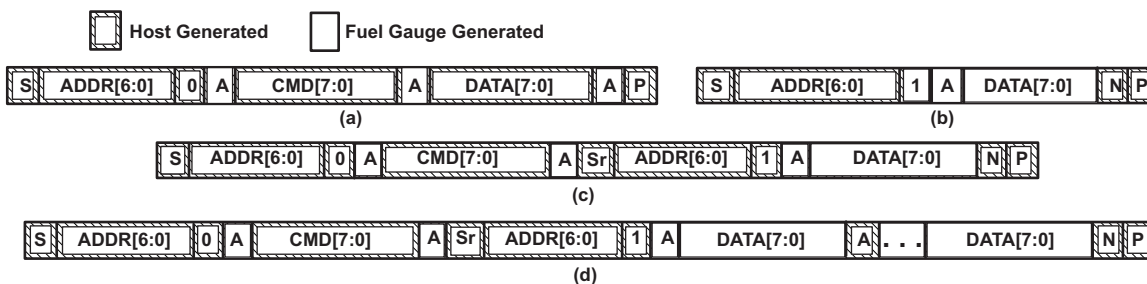 Host Generated Fuel Gauge Generated
S ADDR[6:0] 0 A CMD[7:0] A DATA[7:0] A P
(a)
S ADDR[6:0] 1 A DATA[7:0] N P
(b)
S ADDR[6:0] 0 A CMD[7:0] A Sr ADDR[6:0] 1 A DATA[7:0] N P
(c)
S ADDR[6:0] 0 A CMD[7:0] A Sr ADDR[6:0] 1 A DATA[7:0] A . . . DATA[7:0] N P
(d)